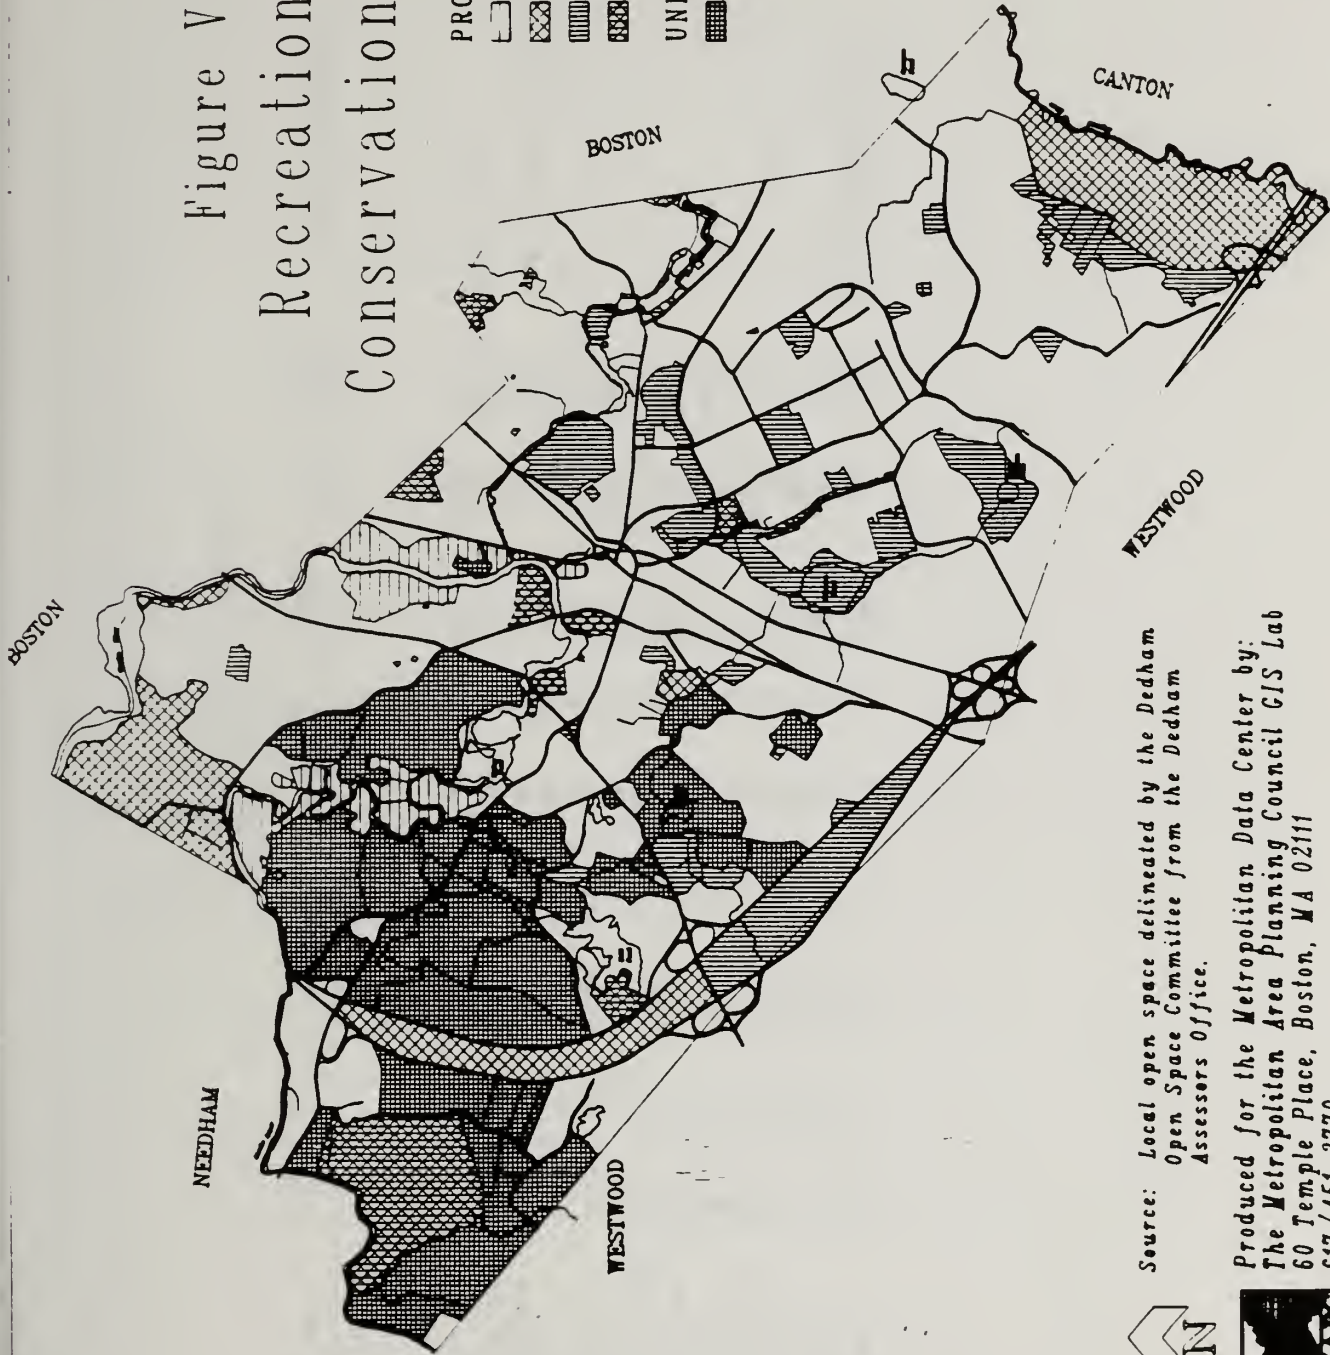 Figure V
Recreation
Conservation
BOSTON
CANTON
BOSTON
WESTWOOD
NEEDHAM
WESTWOOD
Source: Local open space delineated by the Dedham
Open Space Committee from the Dedham
Assessors Office.
Produced for the Metropolitan Data Center by:
The Metropolitan Area Planning Council GIS Lab
60 Temple Place, Boston, MA 02111
N